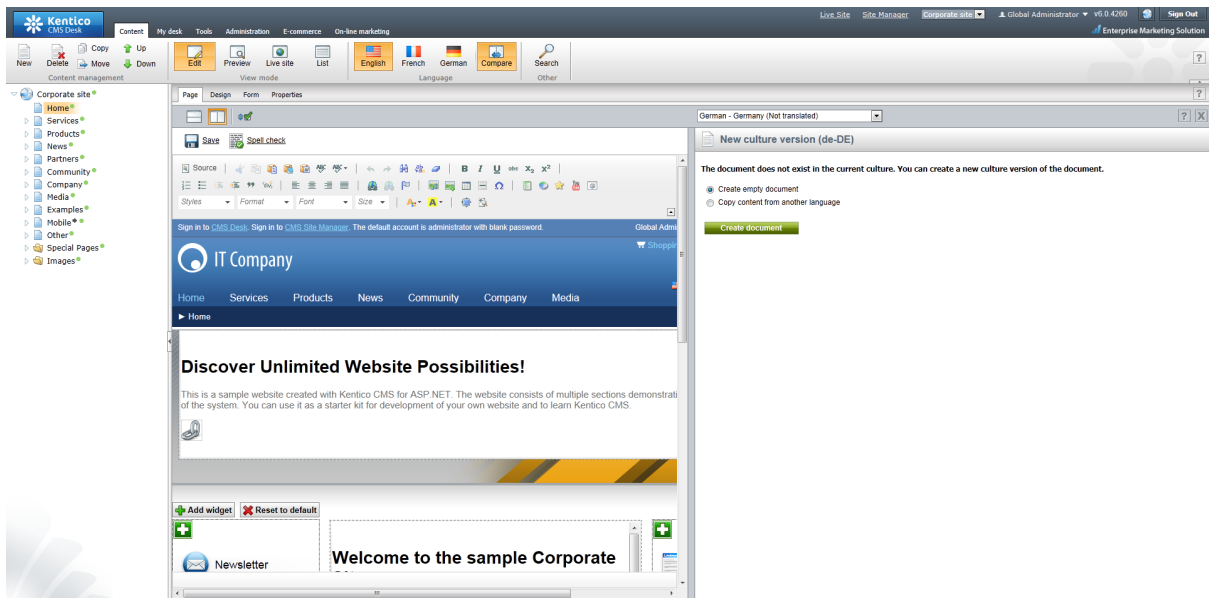 Kentico
CMS Desk
Content My desk Tools Administration E-commerce On-line marketing
Live Site Site Manager Corporate site Global Administrator v6.0.4260 Sign Out
Enterprise Marketing Solution
New Delete Copy Move Up Down
Content management
Edit Preview Live site List
View mode
English French German Compare
Language
Search
Other
?
Corporate site
Home
Services
Products
News
Partners
Community
Company
Media
Examples
Mobile
Other
Special Pages
Images
Page Design Form Properties
?
Save Spell check
Source B I U abc X₂ X²
Styles Format Font Size A A
Sign in to CMS Desk. Sign in to CMS Site Manager. The default account is administrator with blank password. Global Admi
IT Company
Shoppin
Home Services Products News Community Company Media
► Home
Discover Unlimited Website Possibilities!
This is a sample website created with Kentico CMS for ASP.NET. The website consists of multiple sections demonstrati
of the system. You can use it as a starter kit for development of your own website and to learn Kentico CMS.
Add widget Reset to default
Newsletter
Welcome to the sample Corporate
German - Germany (Not translated)
? X
New culture version (de-DE)
The document does not exist in the current culture. You can create a new culture version of the document.
Create empty document
Copy content from another language
Create document